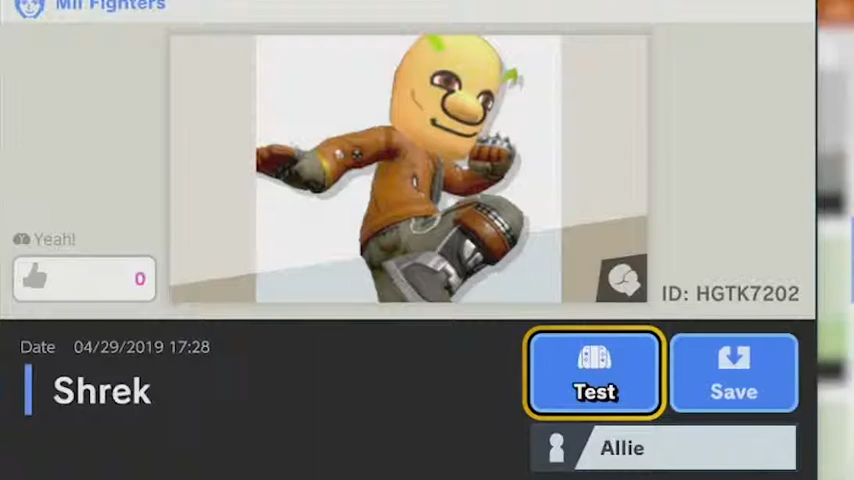 Mii Fighters
Yeah!
0
ID: HGTK7202
Date 04/29/2019 17:28
Shrek
Test
Save
Allie